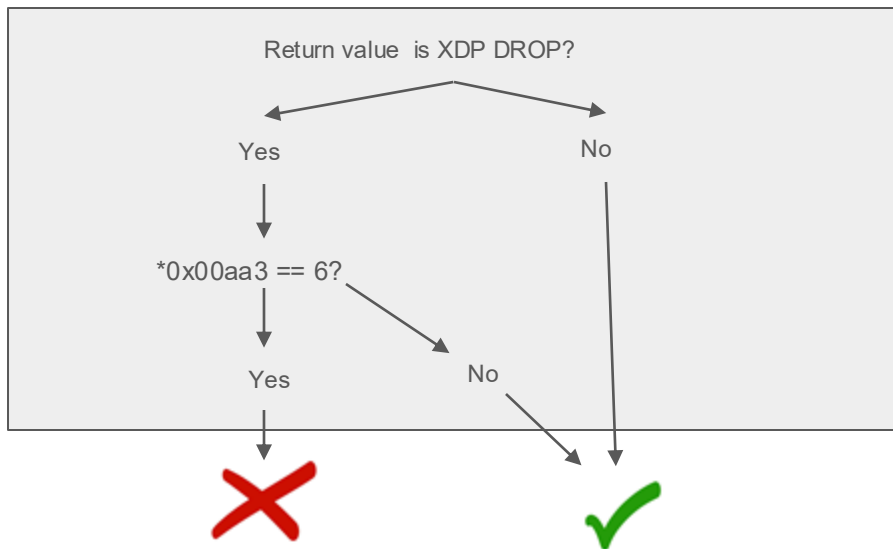 Return value is XDP DROP?
Yes
No
*0x00aa3 == 6?
Yes
No